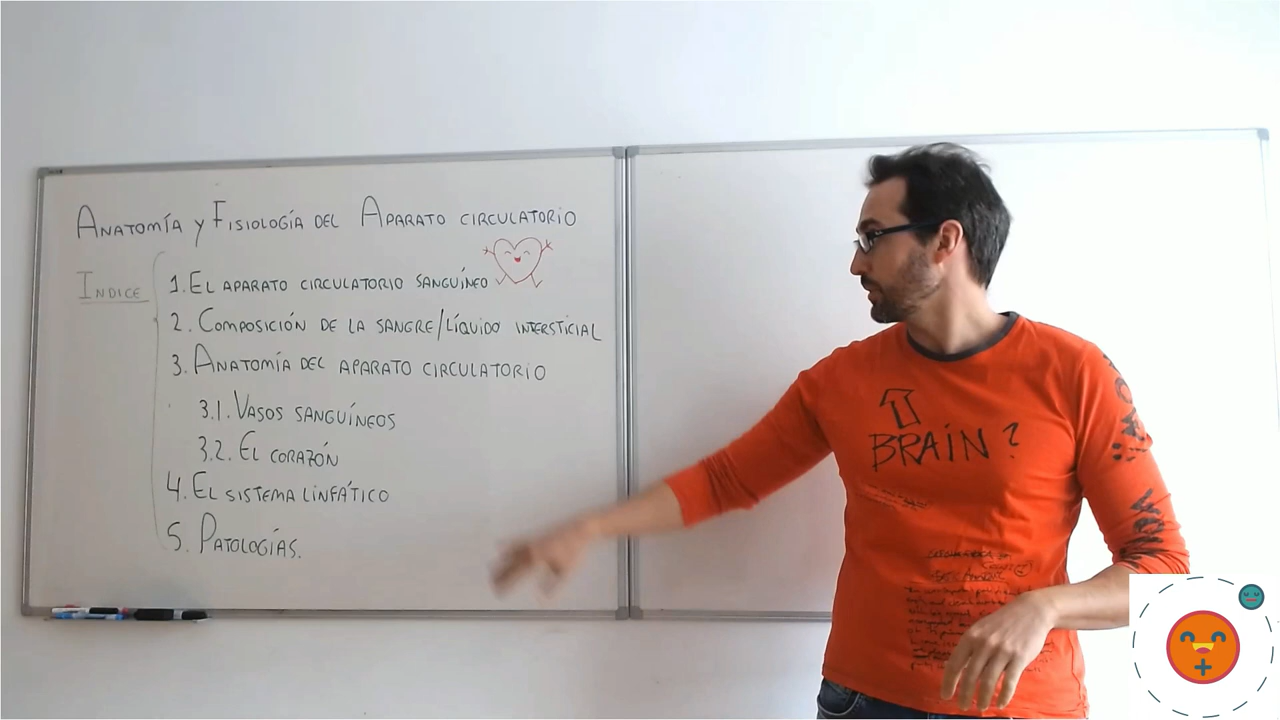 ANATOMÍA Y FISIOLOGÍA DEL APARATO CIRCULATORIO
ÍNDICE
1. EL APARATO CIRCULATORIO SANGUÍNEO
2. COMPOSICIÓN DE LA SANGRE/LÍQUIDO INTERSTICIAL
3. ANATOMÍA DEL APARATO CIRCULATORIO
3.1. VASOS SANGUÍNEOS
3.2. EL CORAZÓN
4. EL SISTEMA LINFÁTICO
5. PATOLOGÍAS.
BRAIN?